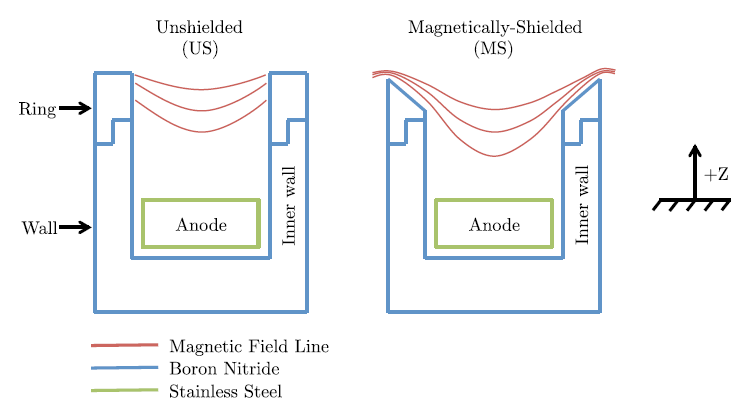 Unshielded
(US)
Magnetically-Shielded
(MS)
Ring
Wall
Anode
Inner wall
Anode
Inner wall
+Z
Magnetic Field Line
Boron Nitride
Stainless Steel